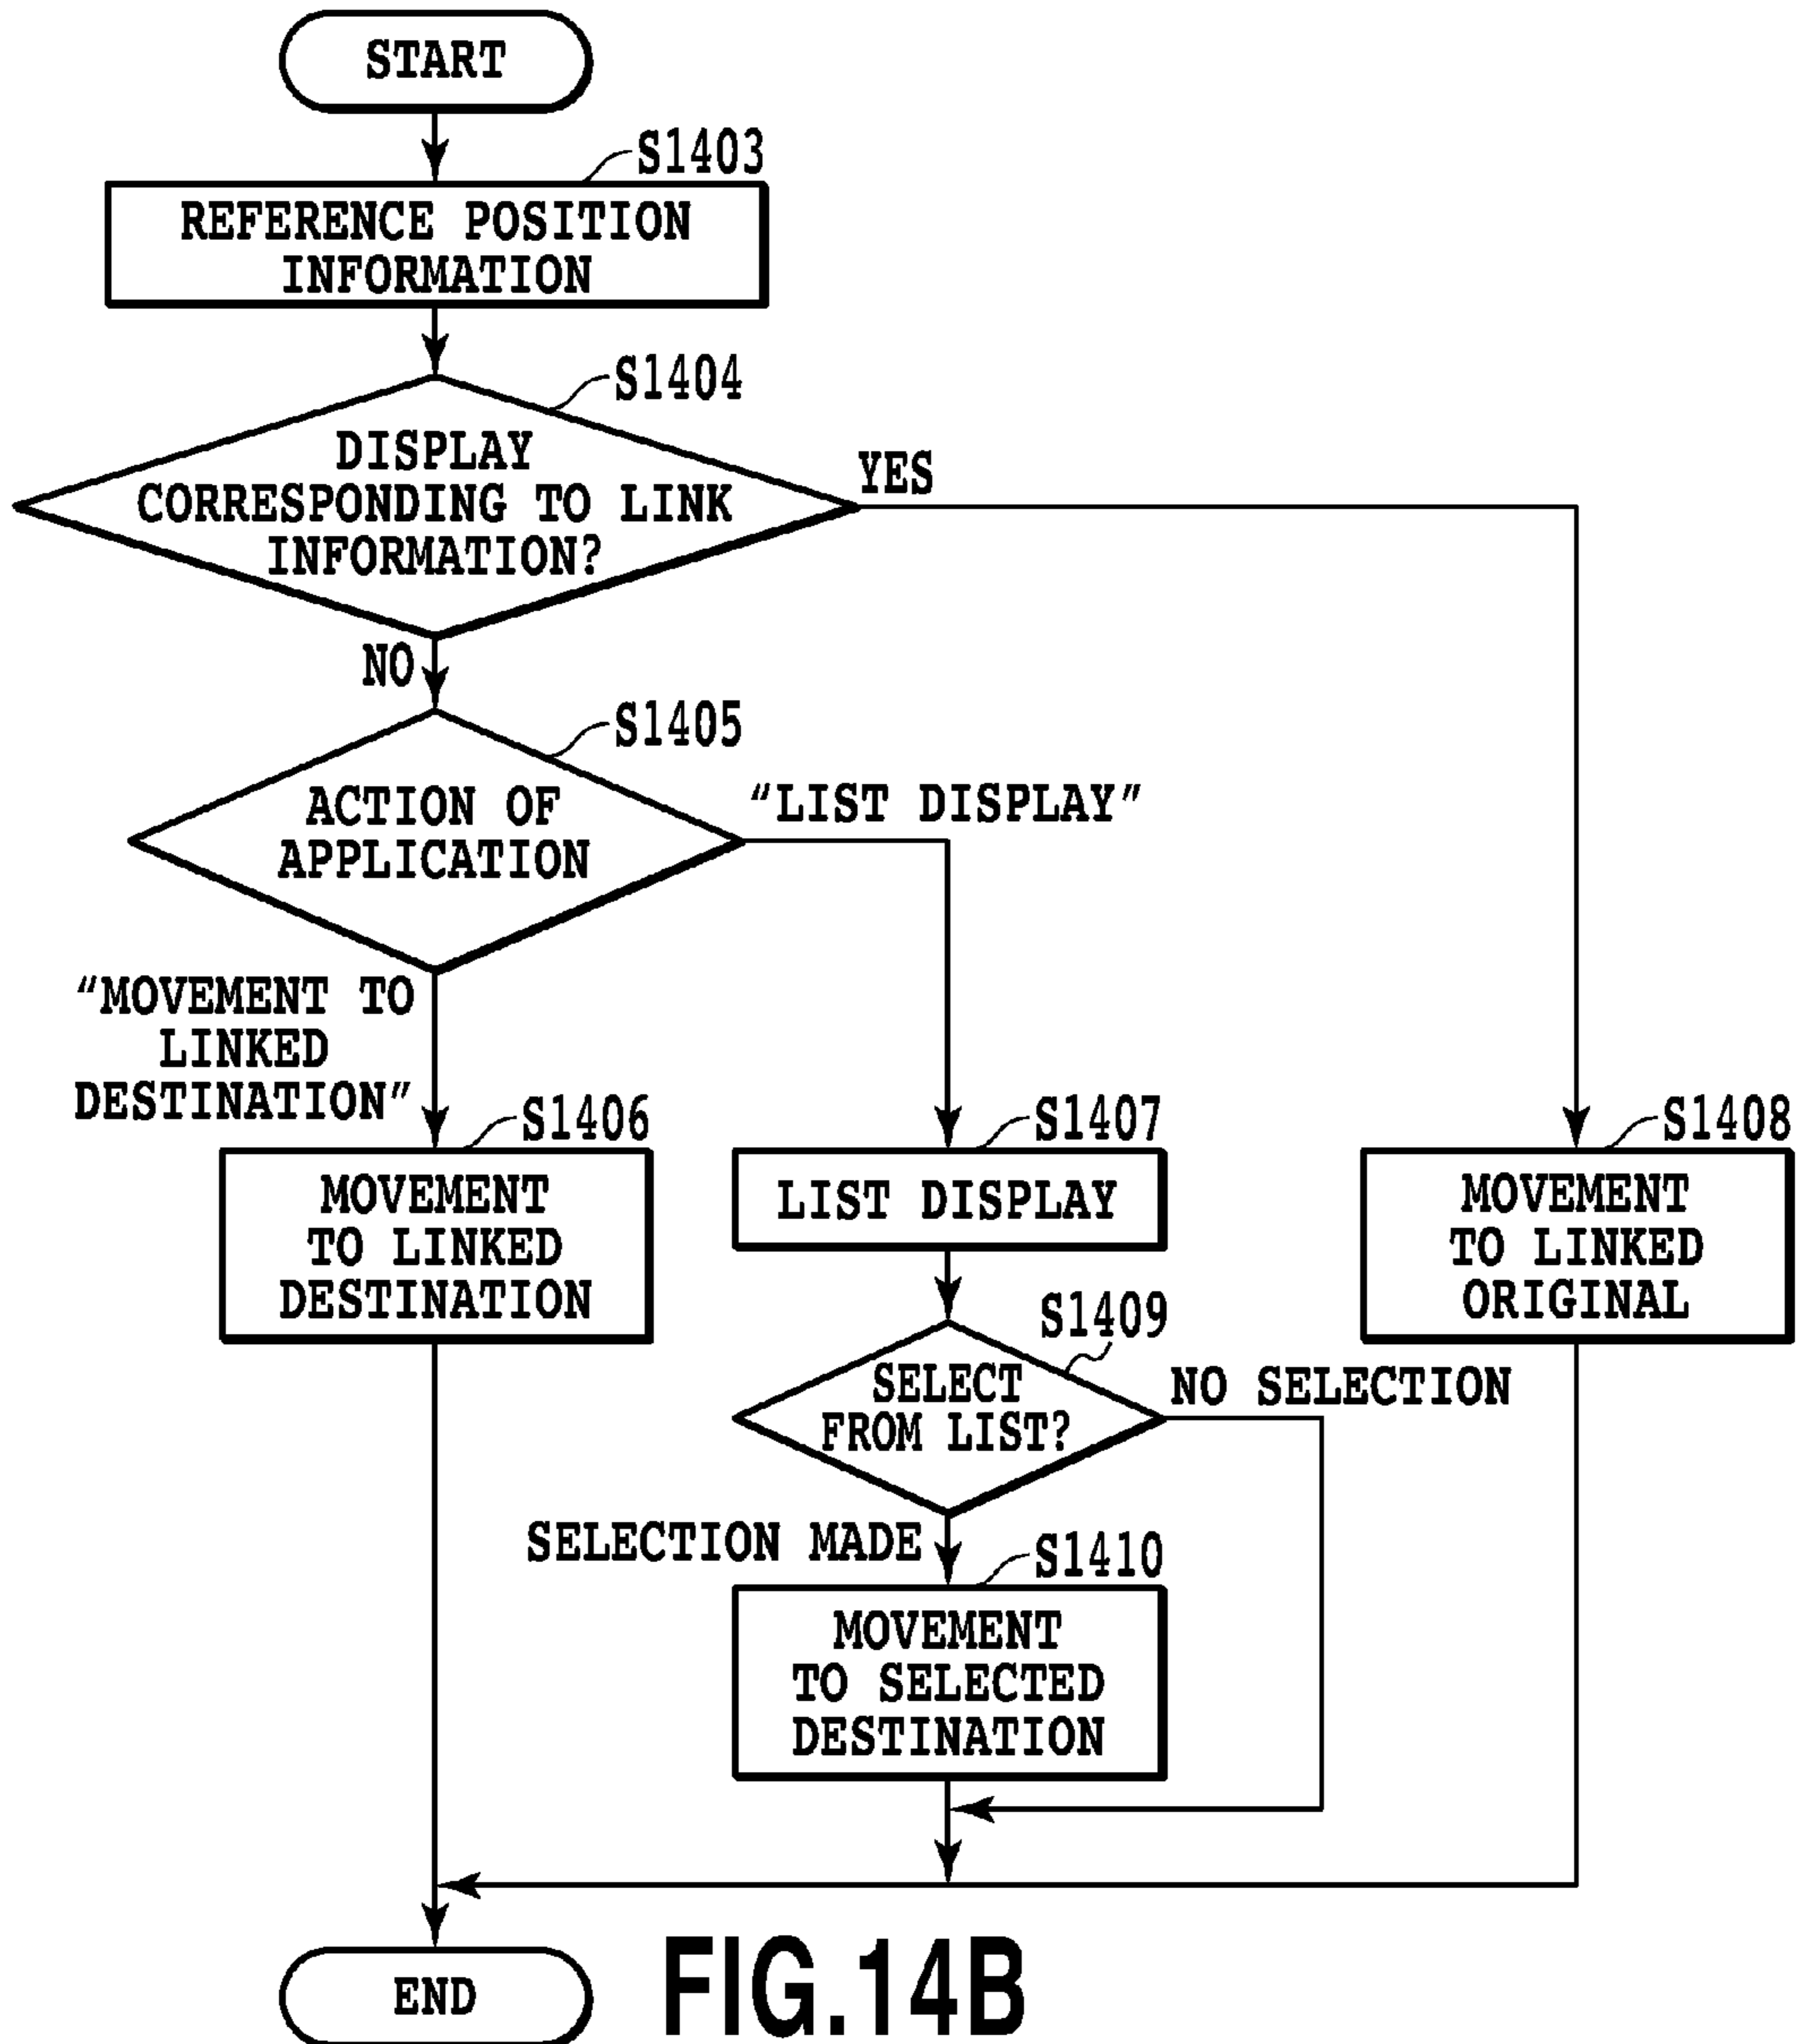 START
S1403
REFERENCE POSITION
INFORMATION
S1404
DISPLAY
CORRESPONDING TO LINK
INFORMATION?
YES
NO
S1405
ACTION OF
APPLICATION
“LIST DISPLAY”
“MOVEMENT TO
LINKED
DESTINATION”
S1406
MOVEMENT
TO LINKED
DESTINATION
S1407
LIST DISPLAY
S1408
MOVEMENT
TO LINKED
ORIGINAL
S1409
SELECT
FROM LIST?
NO SELECTION
SELECTION MADE
S1410
MOVEMENT
TO SELECTED
DESTINATION
END
FIG.14B